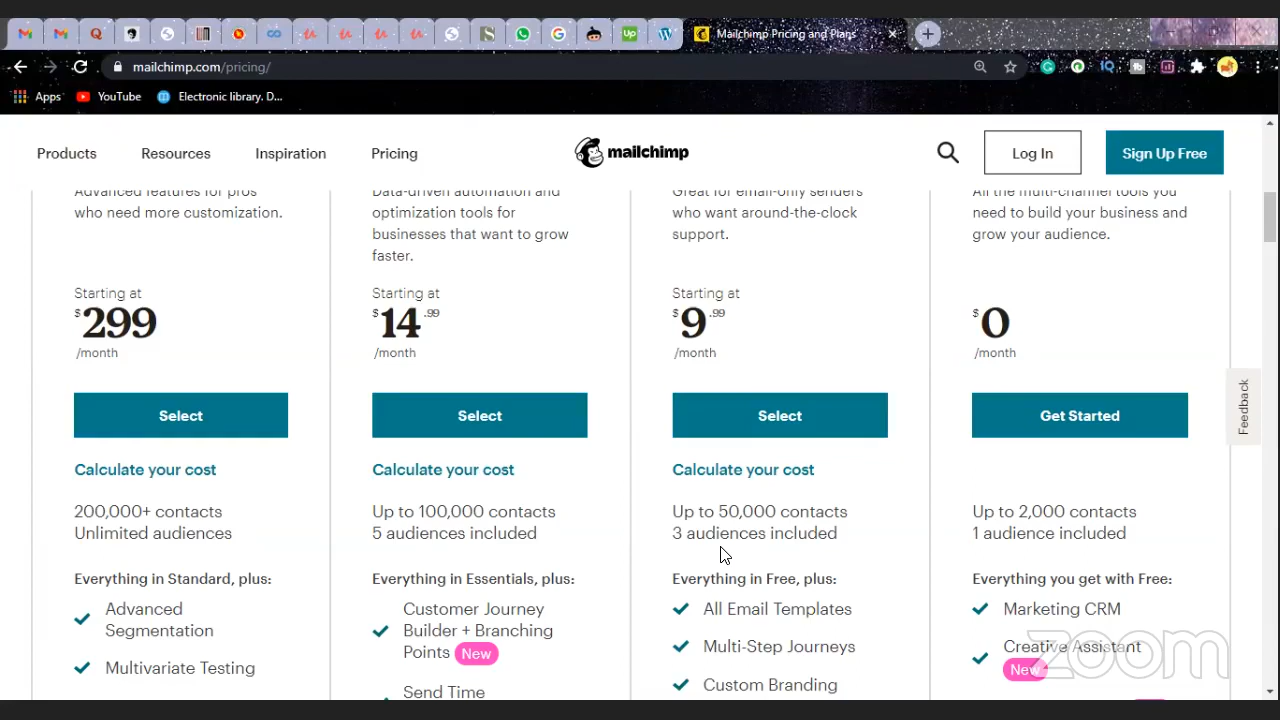 Mailchimp Pricing and Plans
mailchimp.com/pricing/
Apps
YouTube
Electronic library. D...
Products
Resources
Inspiration
Pricing
mailchimp
Log In
Sign Up Free
Advanced features for pros
who need more customization.
Starting at
$299
/month
Select
Calculate your cost
200,000+ contacts
Unlimited audiences
Everything in Standard, plus:
Advanced
Segmentation
Multivariate Testing
Data-driven automation and
optimization tools for
businesses that want to grow
faster.
Starting at
$14.99
/month
Select
Calculate your cost
Up to 100,000 contacts
5 audiences included
Everything in Essentials, plus:
Customer Journey
Builder + Branching
Points New
Send Time
Great for email-only senders
who want around-the-clock
support.
Starting at
$9.99
/month
Select
Calculate your cost
Up to 50,000 contacts
3 audiences included
Everything in Free, plus:
All Email Templates
Multi-Step Journeys
Custom Branding
All the multi-channel tools you
need to build your business and
grow your audience.
$0
/month
Get Started
Up to 2,000 contacts
1 audience included
Everything you get with Free:
Marketing CRM
Creative Assistant
New
Feedback
zoom